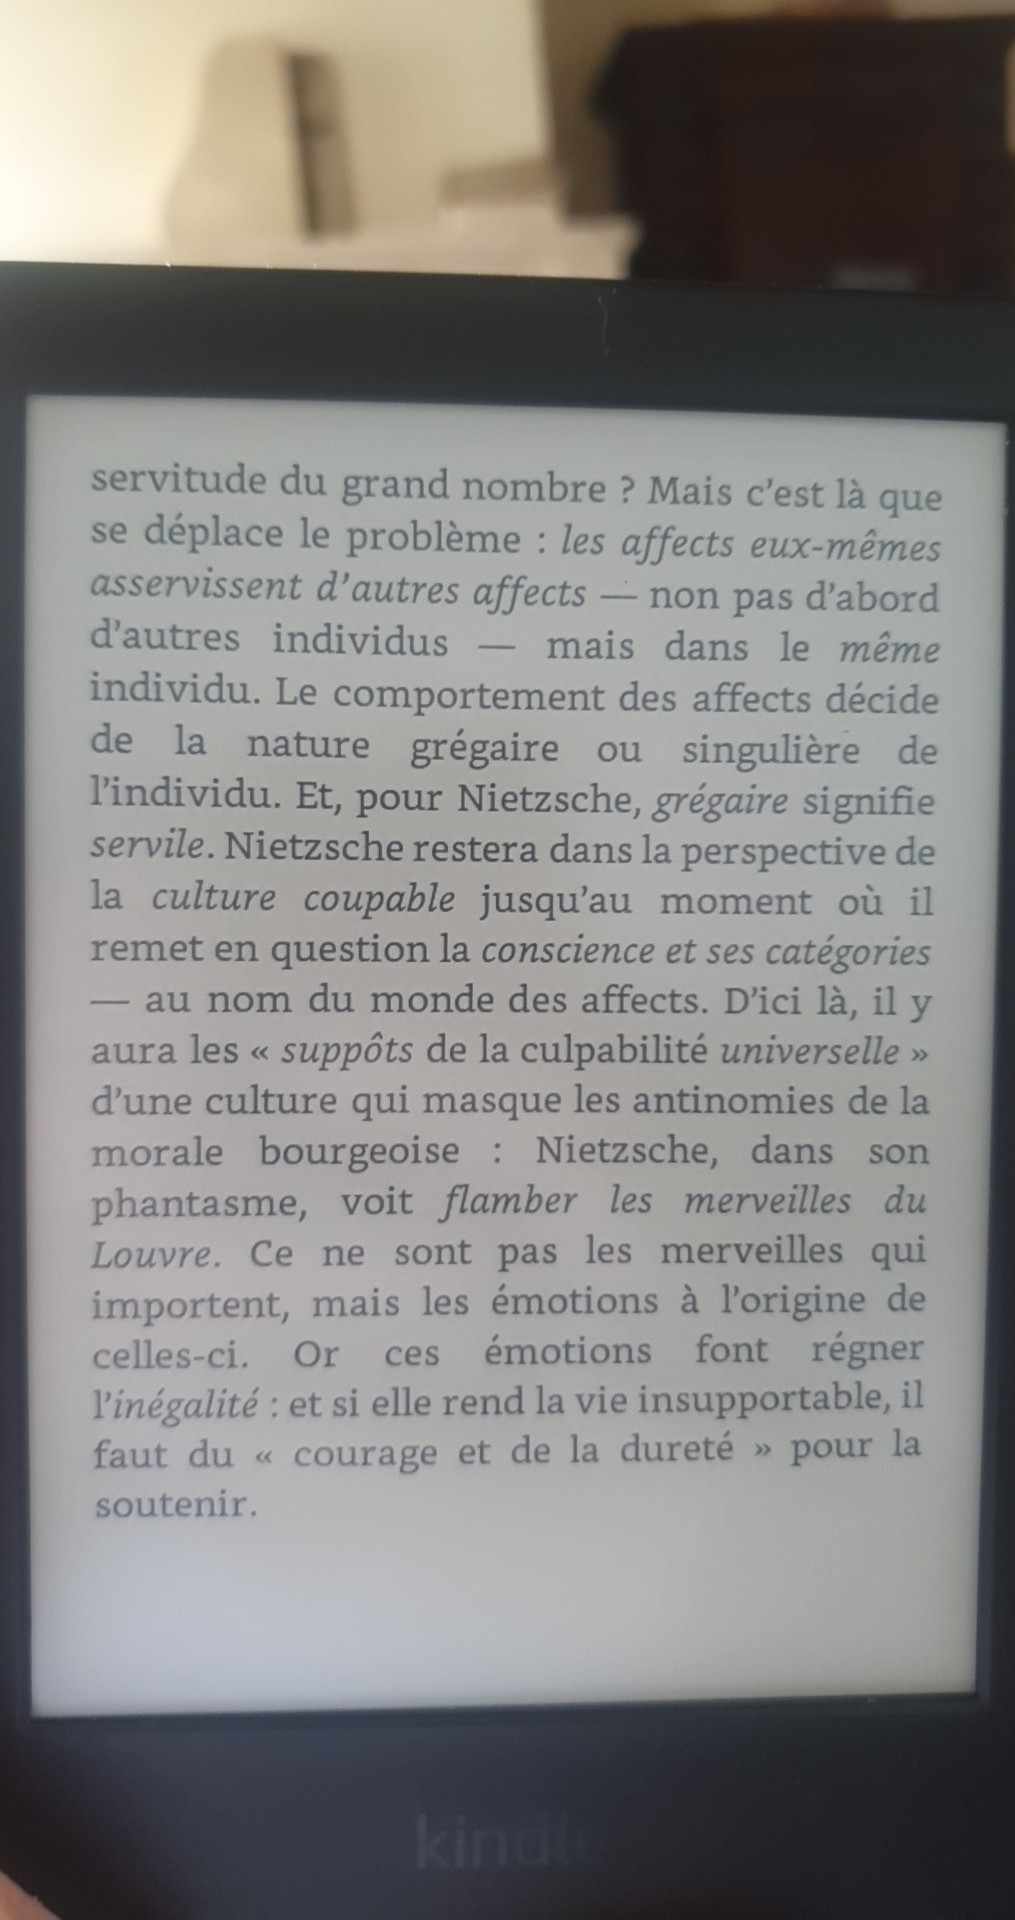 servitude du grand nombre ? Mais c'est là que
se déplace le problème : les affects eux-mêmes
asservissent d'autres affects — non pas d'abord
d'autres individus — mais dans le même
individu. Le comportement des affects décide
de la nature grégaire ou singulière de
l'individu. Et, pour Nietzsche, grégaire signifie
servile. Nietzsche restera dans la perspective de
la culture coupable jusqu'au moment où il
remet en question la conscience et ses catégories
— au nom du monde des affects. D'ici là, il y
aura les « suppôts de la culpabilité universelle »
d'une culture qui masque les antinomies de la
morale bourgeoise : Nietzsche, dans son
phantasme, voit flamber les merveilles du
Louvre. Ce ne sont pas les merveilles qui
importent, mais les émotions à l'origine de
celles-ci. Or ces émotions font régner
l'inégalité : et si elle rend la vie insupportable, il
faut du « courage et de la dureté » pour la
soutenir.
kindle